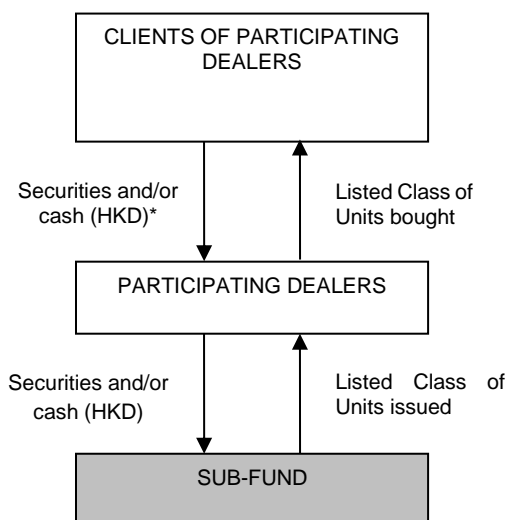 CLIENTS OF PARTICIPATING
DEALERS
Securities and/or
cash (HKD)*
Listed Class of
Units bought
PARTICIPATING DEALERS
Securities and/or
cash (HKD)
Listed Class of
Units issued
SUB-FUND